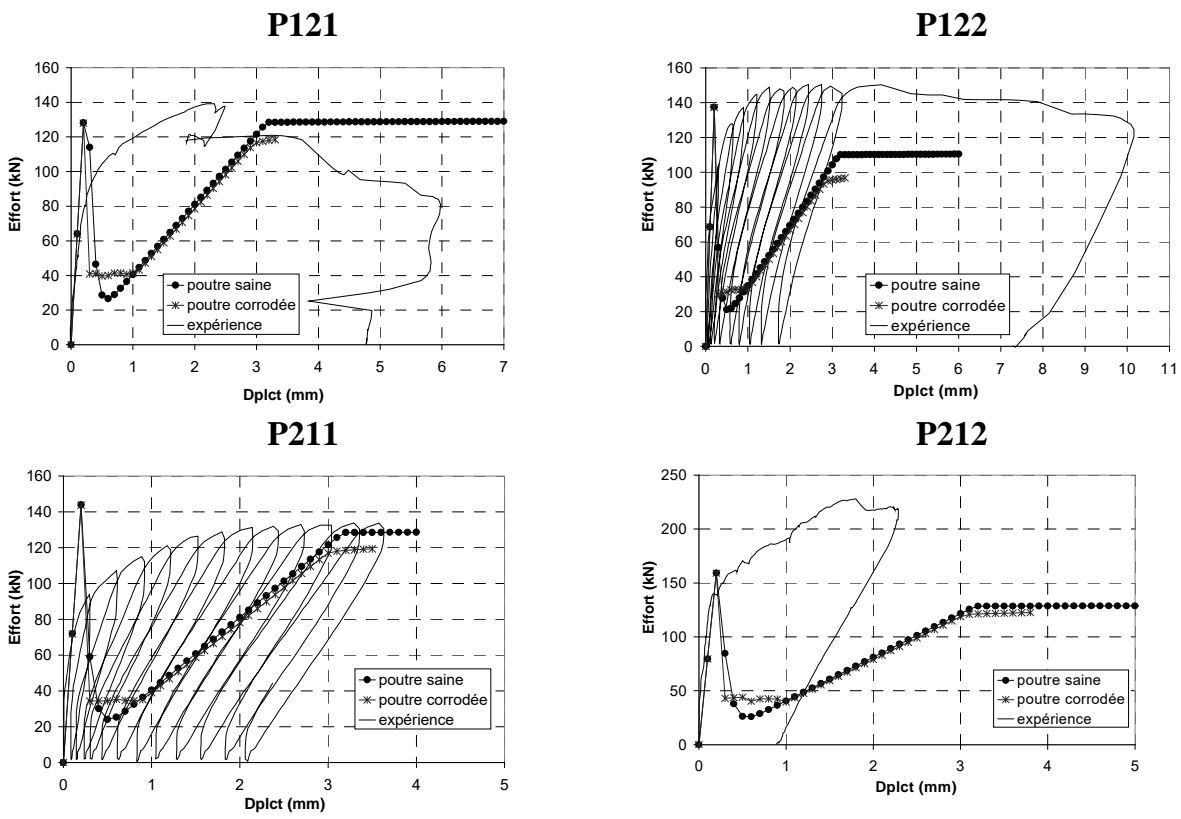 P121
160
140
120
100
80
60
40
20
0
Effort (kN)
0 1 2 3 4 5 6 7
Dplct (mm)
poutre saine
poutre corrodée
expérience
P122
160
140
120
100
80
60
40
20
0
Effort (kN)
0 1 2 3 4 5 6 7 8 9 10 11
Dplct (mm)
poutre saine
poutre corrodée
expérience
P211
160
140
120
100
80
60
40
20
0
Effort (kN)
0 1 2 3 4 5
Dplct (mm)
poutre saine
poutre corrodée
expérience
P212
250
200
150
100
50
0
Effort (kN)
0 1 2 3 4 5
Dplct (mm)
poutre saine
poutre corrodée
expérience